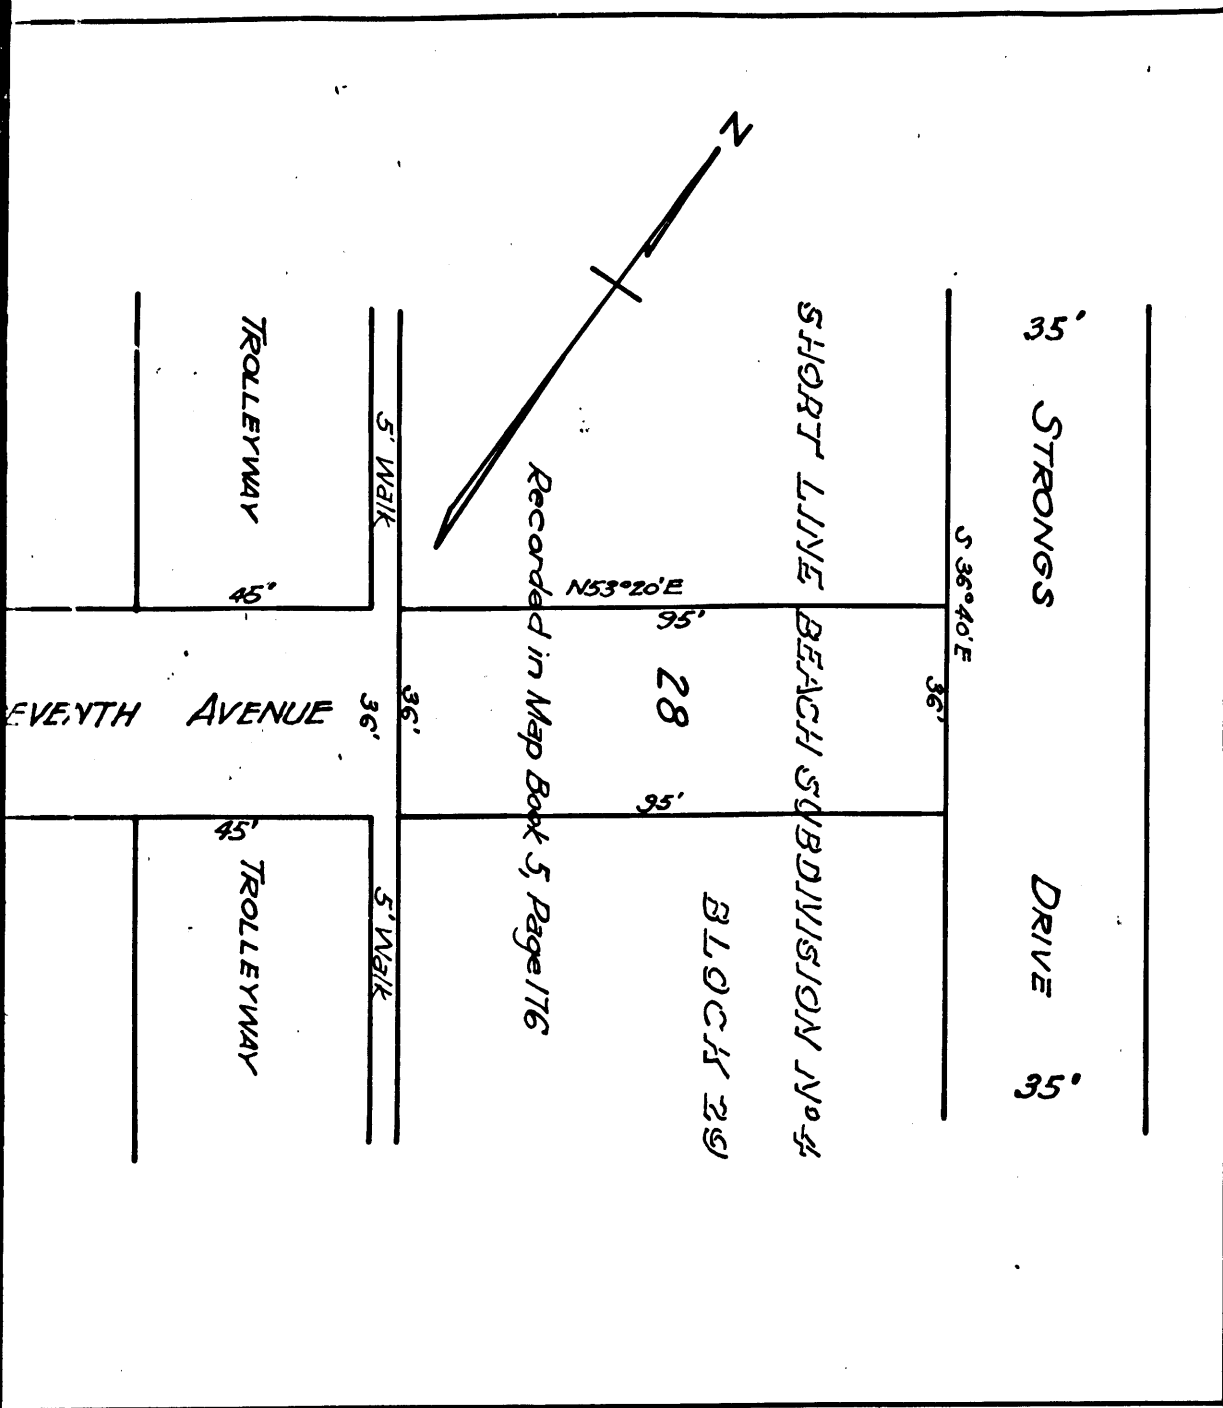 N
35'
STRONGS
DRIVE
35'
S 36°40'E
36'
SHORT LINE BEACH SUBDIVISION Nº 4
BLOCK 29
28
N53°20'E
95'
95'
Recorded in Map Book 5, Page 176
36'
36'
5' Walk
5' Walk
TROLLEYWAY
TROLLEYWAY
45'
45'
EVENTH AVENUE